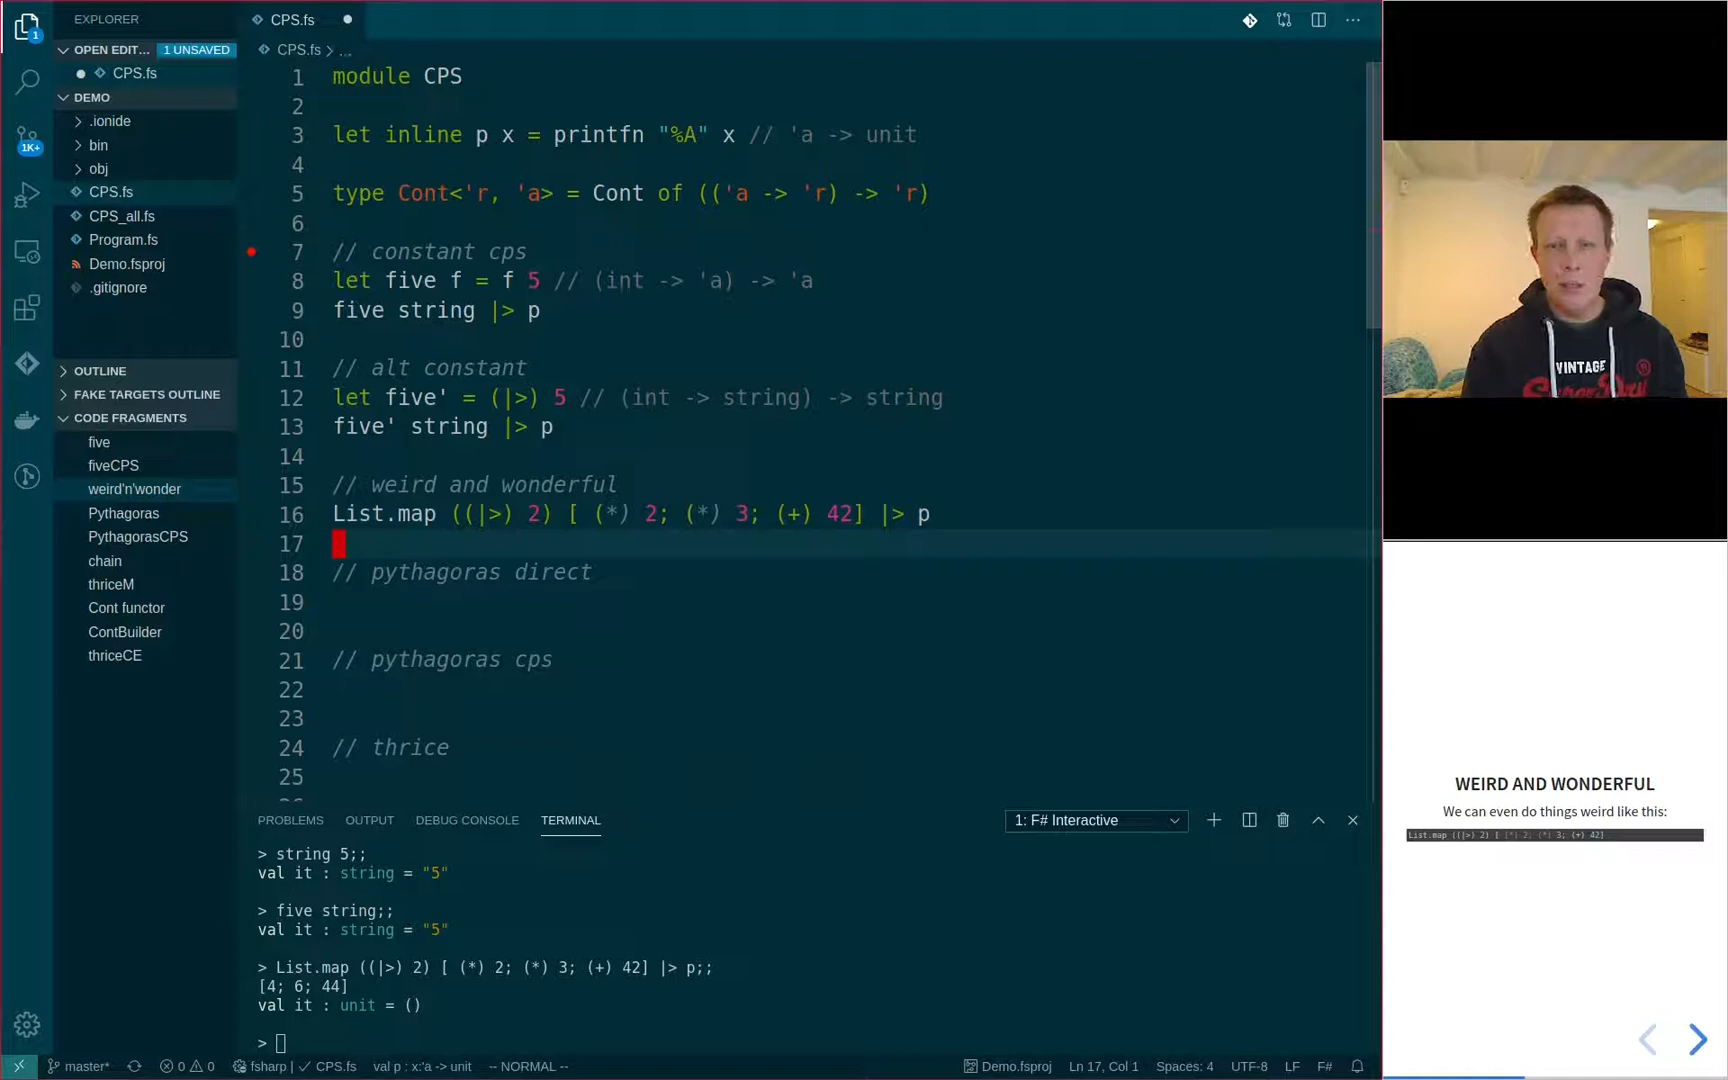 EXPLORER
OPEN EDIT... 1 UNSAVED
CPS.fs
DEMO
.ionide
bin
obj
CPS.fs
CPS_all.fs
Program.fs
Demo.fsproj
.gitignore
OUTLINE
FAKE TARGETS OUTLINE
CODE FRAGMENTS
five
fiveCPS
weird'n'wonder
Pythagoras
PythagorasCPS
chain
thriceM
Cont functor
ContBuilder
thriceCE
1
1K+
CPS.fs
CPS.fs > ...
1 module CPS
2
3 let inline p x = printfn "%A" x // 'a -> unit
4
5 type Cont<'r, 'a> = Cont of (('a -> 'r) -> 'r)
6
7 // constant cps
8 let five f = f 5 // (int -> 'a) -> 'a
9 five string |> p
10
11 // alt constant
12 let five' = (|>) 5 // (int -> string) -> string
13 five' string |> p
14
15 // weird and wonderful
16 List.map ((|>) 2) [ (*) 2; (*) 3; (+) 42] |> p
17
18 // pythagoras direct
19
20
21 // pythagoras cps
22
23
24 // thrice
25
PROBLEMS OUTPUT DEBUG CONSOLE TERMINAL 1: F# Interactive
> string 5;;
val it : string = "5"
> five string;;
val it : string = "5"
> List.map ((|>) 2) [ (*) 2; (*) 3; (+) 42] |> p;;
[4; 6; 44]
val it : unit = ()
>
master* 0 0 fsharp | CPS.fs val p : x:'a -> unit -- NORMAL -- Demo.fsproj Ln 17, Col 1 Spaces: 4 UTF-8 LF F#
VINTAGE
WEIRD AND WONDERFUL
We can even do things weird like this:
List.map ((|>) 2) [ (*) 2; (*) 3; (+) 42]